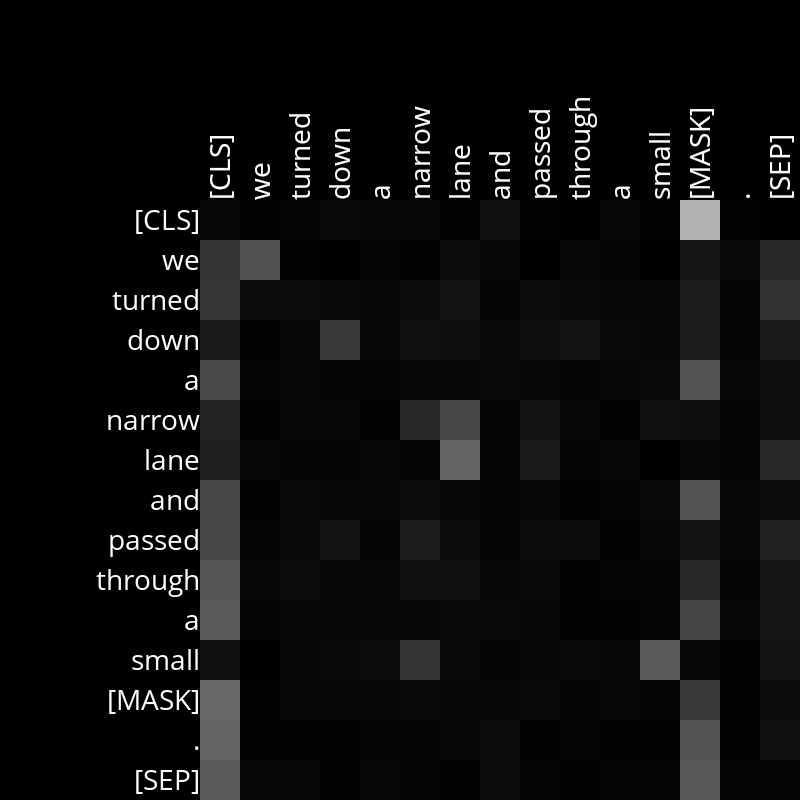 [CLS] we turned down a narrow lane and passed through a small [MASK] . [SEP]
[CLS]
we
turned
down
a
narrow
lane
and
passed
through
a
small
[MASK]
.
[SEP]